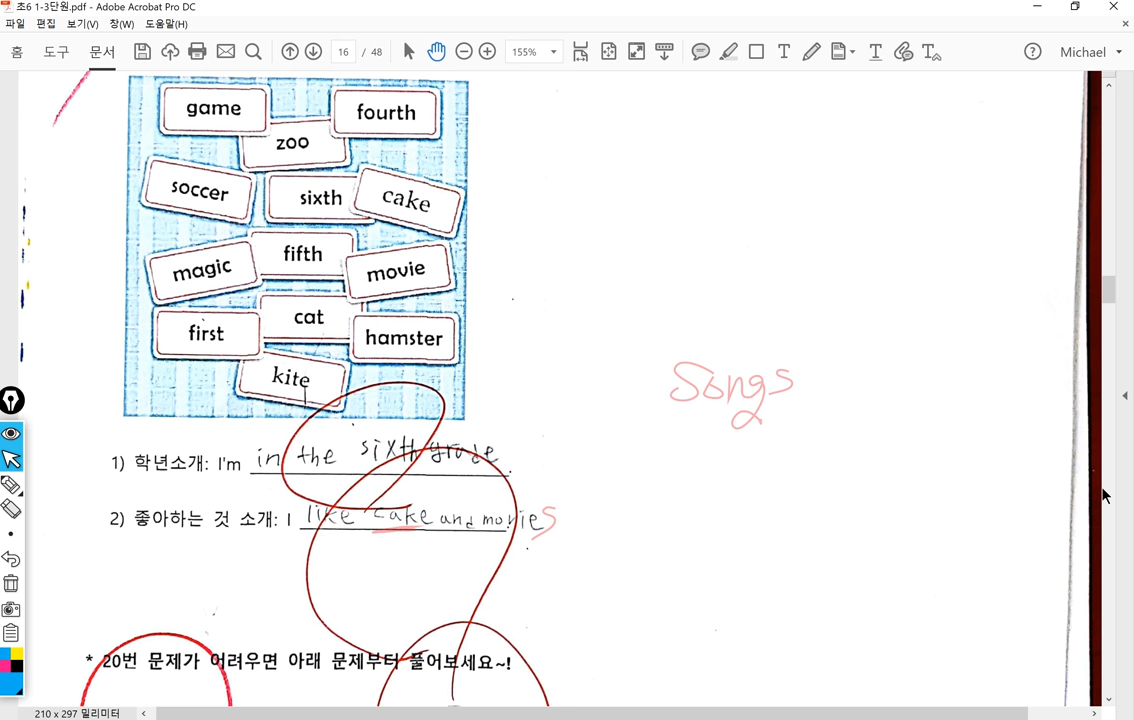 초6 1-3단원.pdf - Adobe Acrobat Pro DC
파일 편집 보기(V) 창(W) 도움말(H)
홈 도구 문서 16 / 48 155% Michael
game fourth
zoo
soccer sixth cake
fifth
magic movie
cat
first hamster
kite
songs
1) 학년소개: I'm in the sixth grade.
2) 좋아하는 것 소개: I like cake and movies.
* 20번 문제가 어려우면 아래 문제부터 풀어보세요~!
210 x 297 밀리미터